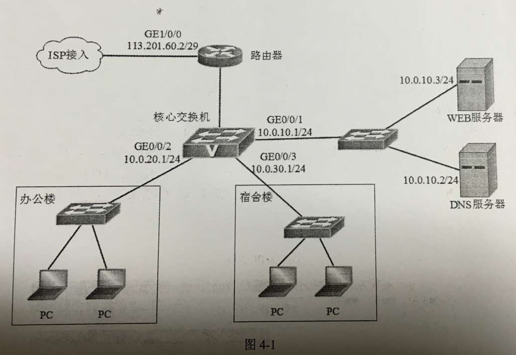 GE1/0/0
113.201.60.2/29
ISP接入
路由器
10.0.10.3/24
WEB服务器
核心交换机
GE0/0/1
10.0.10.1/24
GE0/0/2
10.0.20.1/24
GE0/0/3
10.0.30.1/24
10.0.10.2/24
DNS服务器
办公楼
宿舍楼
PC
PC
PC
PC
图 4-1